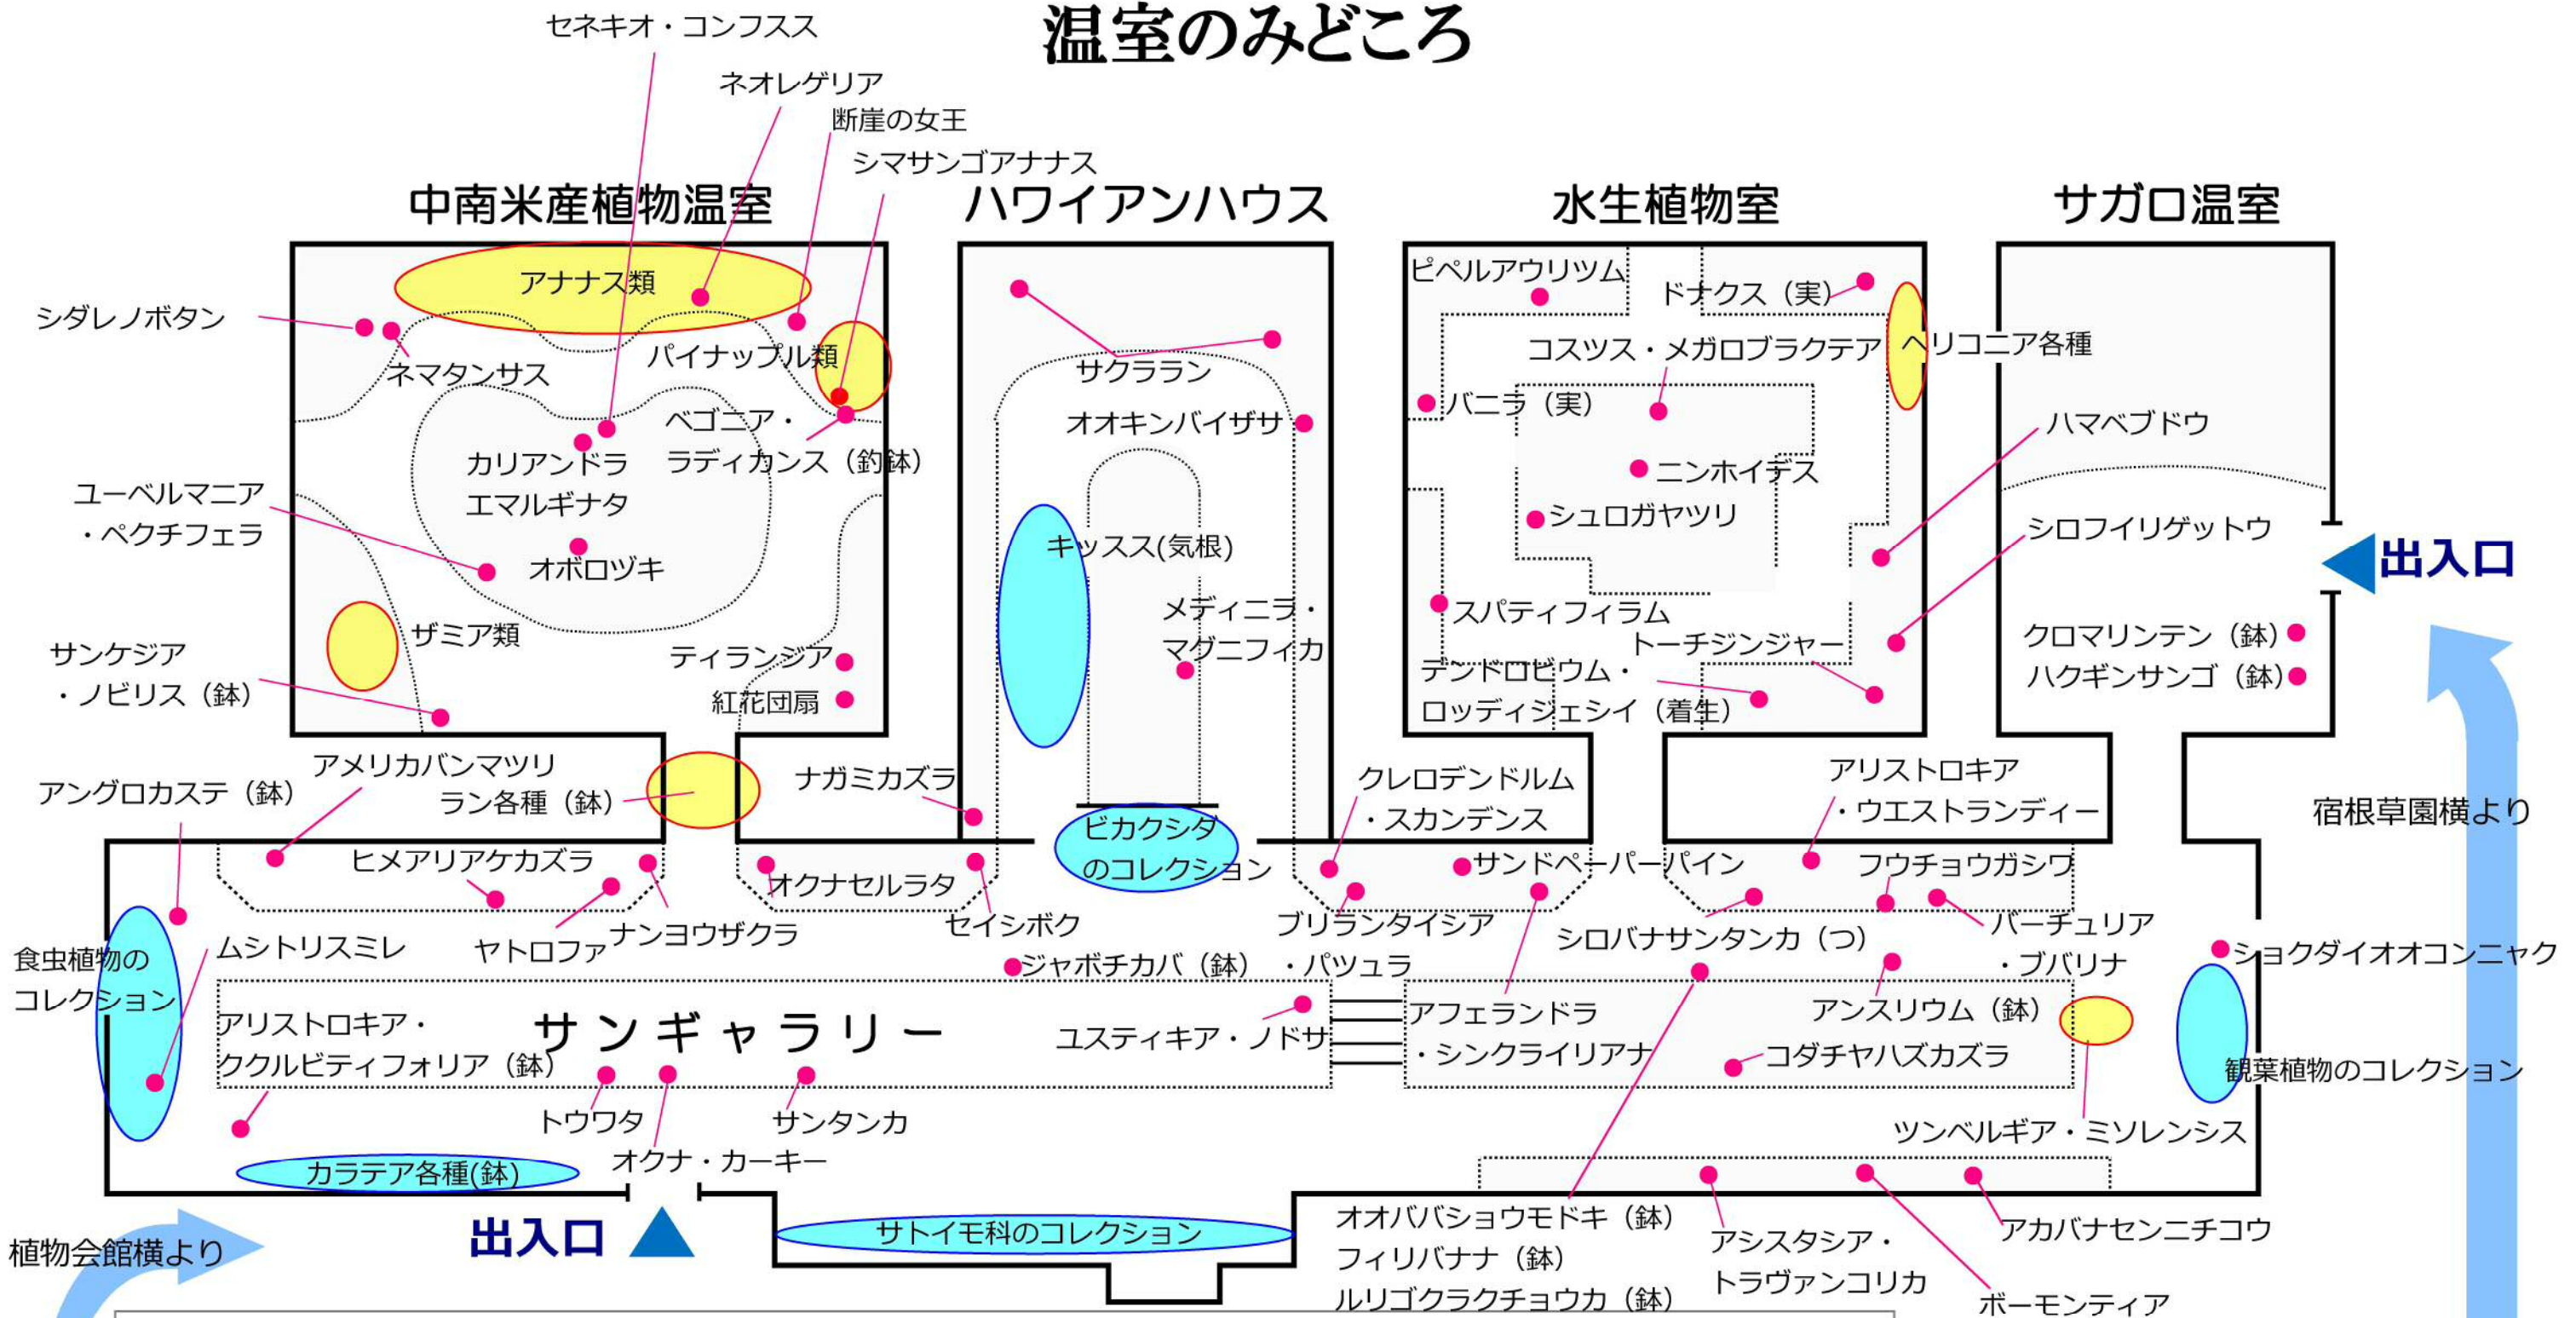 温室のみどころ
セネキオ・コンフスス
ネオレゲリア
断崖の女王
シマサンゴアナナス
中南米産植物温室
ハワイアンハウス
水生植物室
サガロ温室
アナナス類
シダレノボタン
ネマタンサス
パイナップル類
ベゴニア・
ラディカンス（釣鉢）
カリアンドラ
エマルギナタ
ユーベルマニア
・ペクチフェラ
オボロヅキ
ザミア類
サンケジア
・ノビリス（鉢）
ティランジア
紅花団扇
サクララン
オオキンバイザサ
キッスス(気根)
メディニラ・
マグニフィカ
ピペルアウリツム
ドナクス（実）
コスツス・メガロブラクテア
ヘリコニア各種
バニラ（実）
ニンホイデス
シュロガヤツリ
スパティフィラム
トーチジンジャー
デンドロビウム・
ロッディジェシイ（着生）
ハマベブドウ
シロフイリゲットウ
出入口
クロマリンテン（鉢）
ハクギンサンゴ（鉢）
アメリカバンマツリ
アングロカステ（鉢）
ラン各種（鉢）
ナガミカズラ
クレロデンドルム
・スカンデンス
アリストロキア
・ウエストランディー
宿根草園横より
ビカクシダ
のコレクション
ヒメアリアケカズラ
オクナセルラタ
サンドペーパーパイン
フウチョウガシワ
ヤトロファ
ナンヨウザクラ
セイシボク
ブリランタイシア
・パツュラ
シロバナサンタンカ（つ）
バーチュリア
・ブバリナ
ショクダイオオコンニャク
食虫植物の
コレクション
ムシトリスミレ
ジャボチカバ（鉢）
アリストロキア・
ククルビティフォリア（鉢）
サンギャラリー
ユスティキア・ノドサ
アフェランドラ
・シンクライリアナ
アンスリウム（鉢）
コダチヤハズカズラ
観葉植物のコレクション
トウワタ
サンタンカ
ツンベルギア・ミソレンシス
オクナ・カーキー
カラテア各種(鉢)
植物会館横より
出入口
サトイモ科のコレクション
オオバショウモドキ（鉢）
フィリバナナ（鉢）
ルリゴクラクチョウカ（鉢）
アシスタシア・
トラヴァンコリカ
アカバナセンニチコウ
ボーモンティア